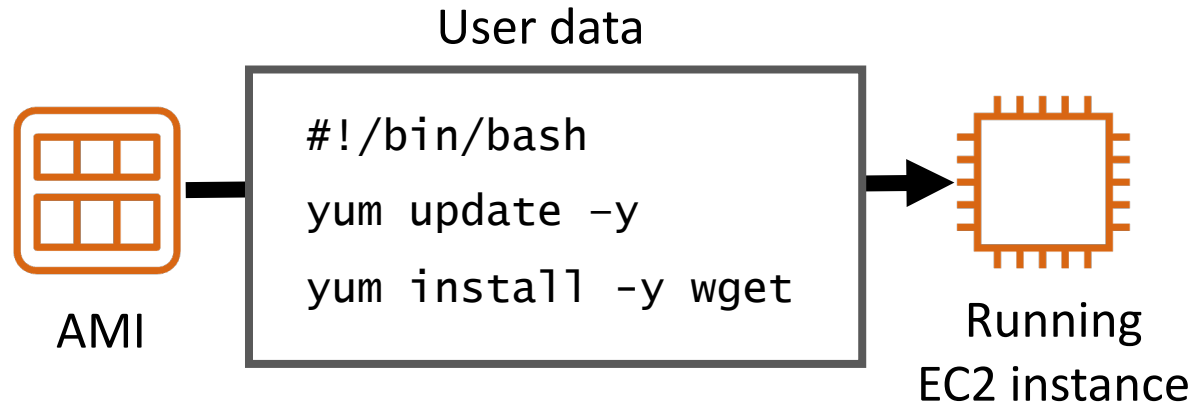 User data
#!/bin/bash
yum update –y
yum install -y wget
AMI
Running
EC2 instance